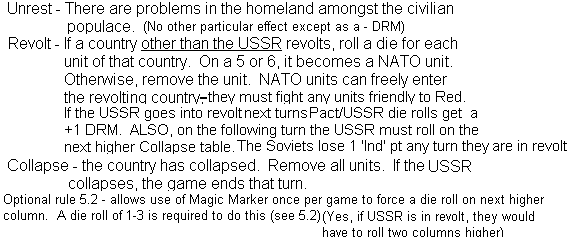 Unrest - There are problems in the homeland amongst the civilian
populace. (No other particular effect except as a - DRM)
Revolt - If a country other than the USSR revolts, roll a die for each
unit of that country. On a 5 or 6, it becomes a NATO unit.
Otherwise, remove the unit. NATO units can freely enter
the revolting country-they must fight any units friendly to Red.
If the USSR goes into revolt next turns Pact/USSR die rolls get a
+1 DRM. ALSO, on the following turn the USSR must roll on the
next higher Collapse table. The Soviets lose 1 'Ind' pt any turn they are in revolt
Collapse - the country has collapsed. Remove all units. If the USSR
collapses, the game ends that turn.
Optional rule 5.2 - allows use of Magic Marker once per game to force a die roll on next higher
column. A die roll of 1-3 is required to do this (see 5.2) (Yes, if USSR is in revolt, they would
have to roll two columns higher)